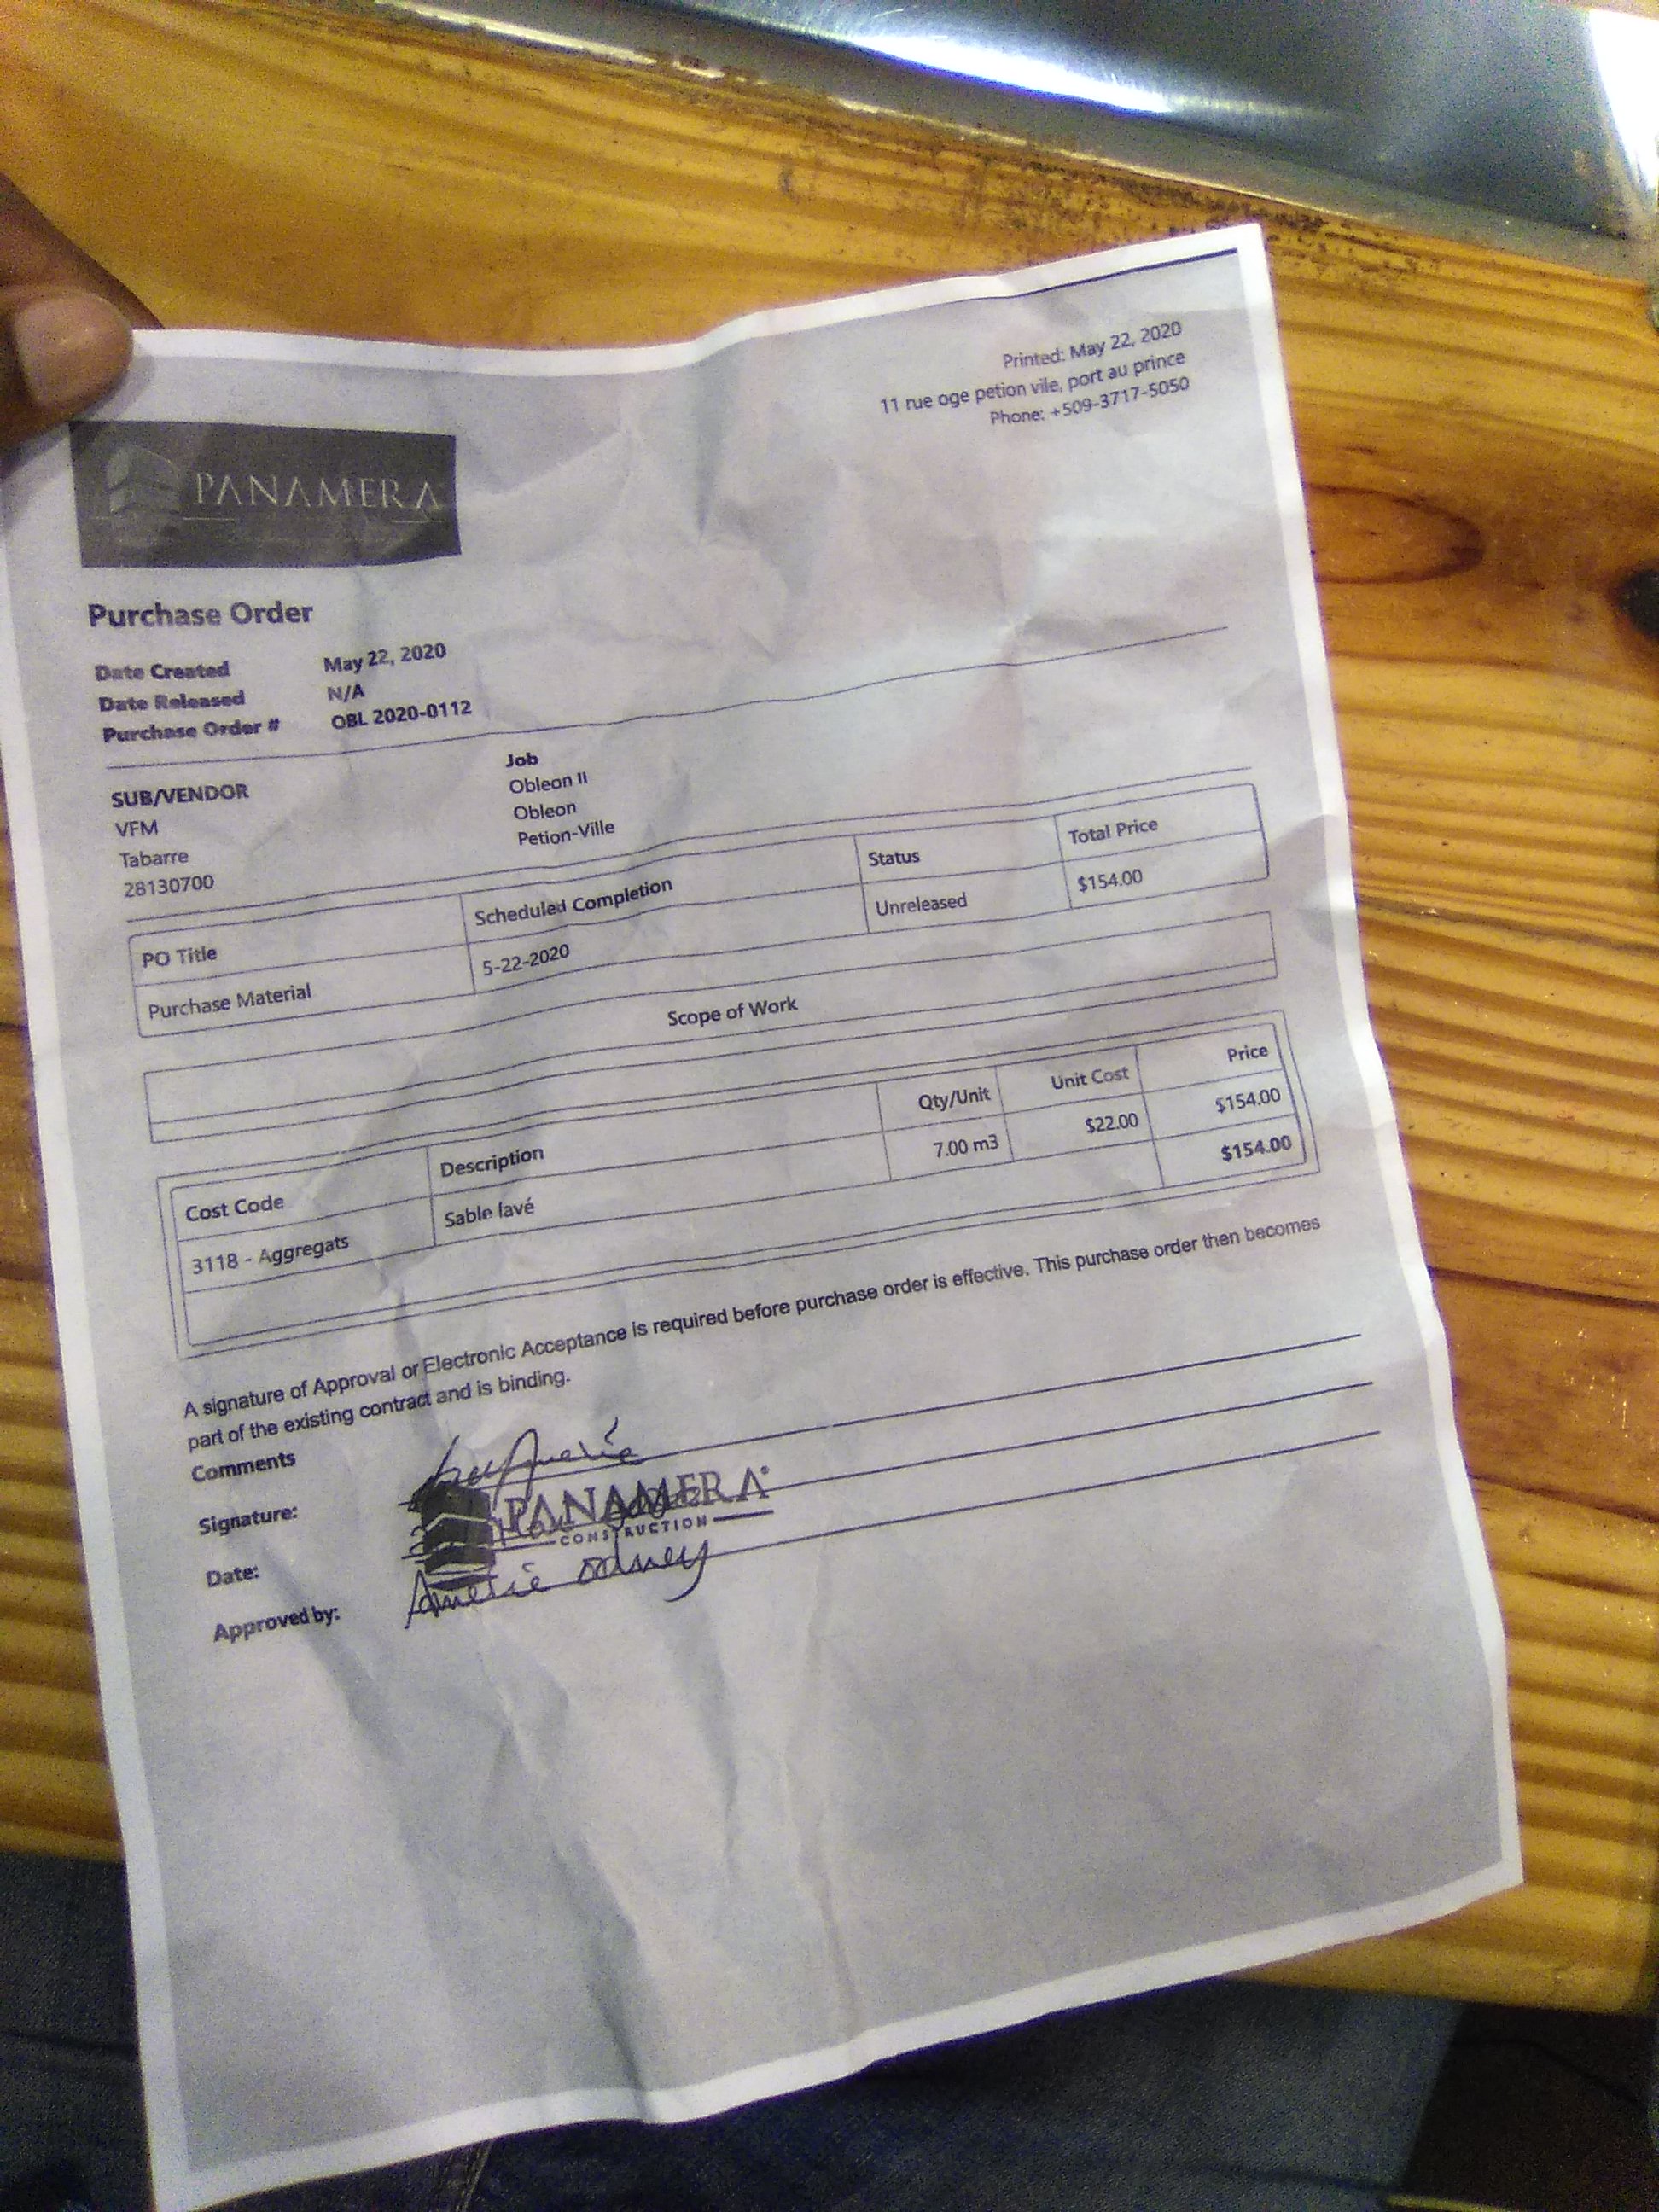 Printed: May 22, 2020
11 rue oge petion vile, port au prince
Phone: +509-3717-5050
PANAMERA
Purchase Order
Date Created May 22, 2020
Date Released N/A
Purchase Order # OBL 2020-0112
SUB/VENDOR
VFM
Tabarre
28130700
Job
Obleon II
Obleon
Petion-Ville
PO Title Scheduled Completion Status Total Price
Purchase Material 5-22-2020 Unreleased $154.00
Scope of Work
Cost Code Description Qty/Unit Unit Cost Price
3118 - Aggregats Sable lavé 7.00 m3 $22.00 $154.00
$154.00
A signature of Approval or Electronic Acceptance is required before purchase order is effective. This purchase order then becomes
part of the existing contract and is binding.
Comments
Signature:
PANAMERA
CONSTRUCTION
Date:
Approved by: Amelie